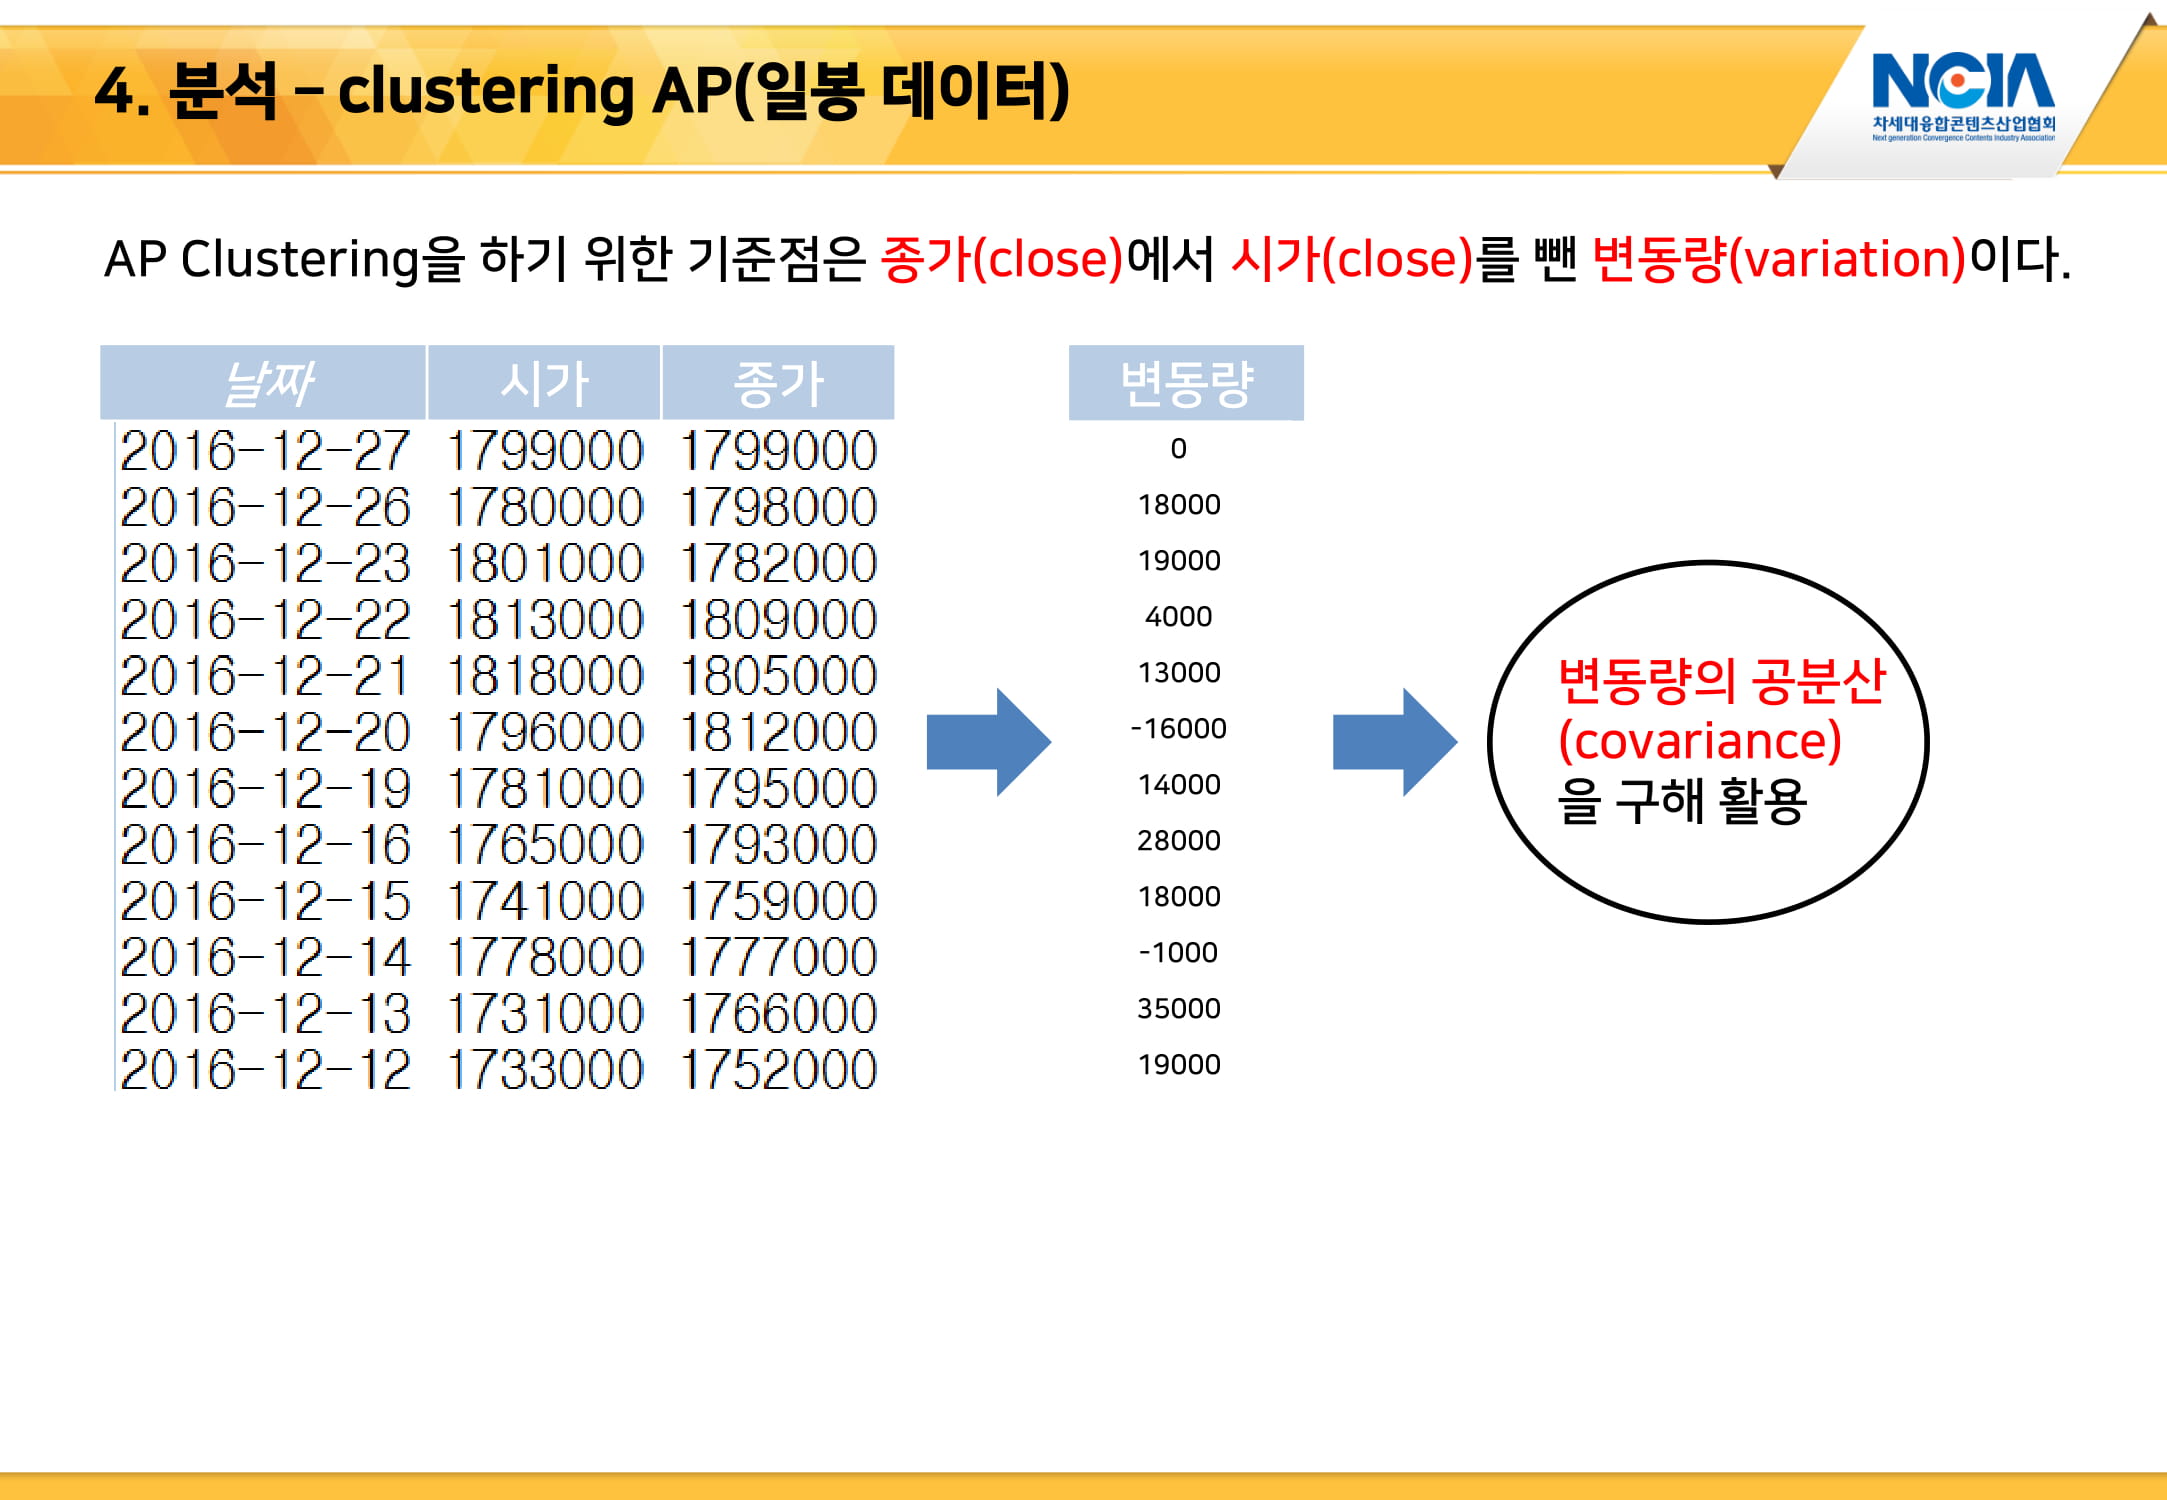 4. 분석 – clustering AP(일봉 데이터)
NCIA
차세대융합콘텐츠산업협회
Next generation Convergence Contents Industry Association
AP Clustering을 하기 위한 기준점은 종가(close)에서 시가(close)를 뺀 변동량(variation)이다.
날짜 시가 종가 변동량
2016-12-27 1799000 1799000 0
2016-12-26 1780000 1798000 18000
2016-12-23 1801000 1782000 19000
2016-12-22 1813000 1809000 4000
2016-12-21 1818000 1805000 13000
2016-12-20 1796000 1812000 -16000
2016-12-19 1781000 1795000 14000
2016-12-16 1765000 1793000 28000
2016-12-15 1741000 1759000 18000
2016-12-14 1778000 1777000 -1000
2016-12-13 1731000 1766000 35000
2016-12-12 1733000 1752000 19000
변동량의 공분산
(covariance)
을 구해 활용